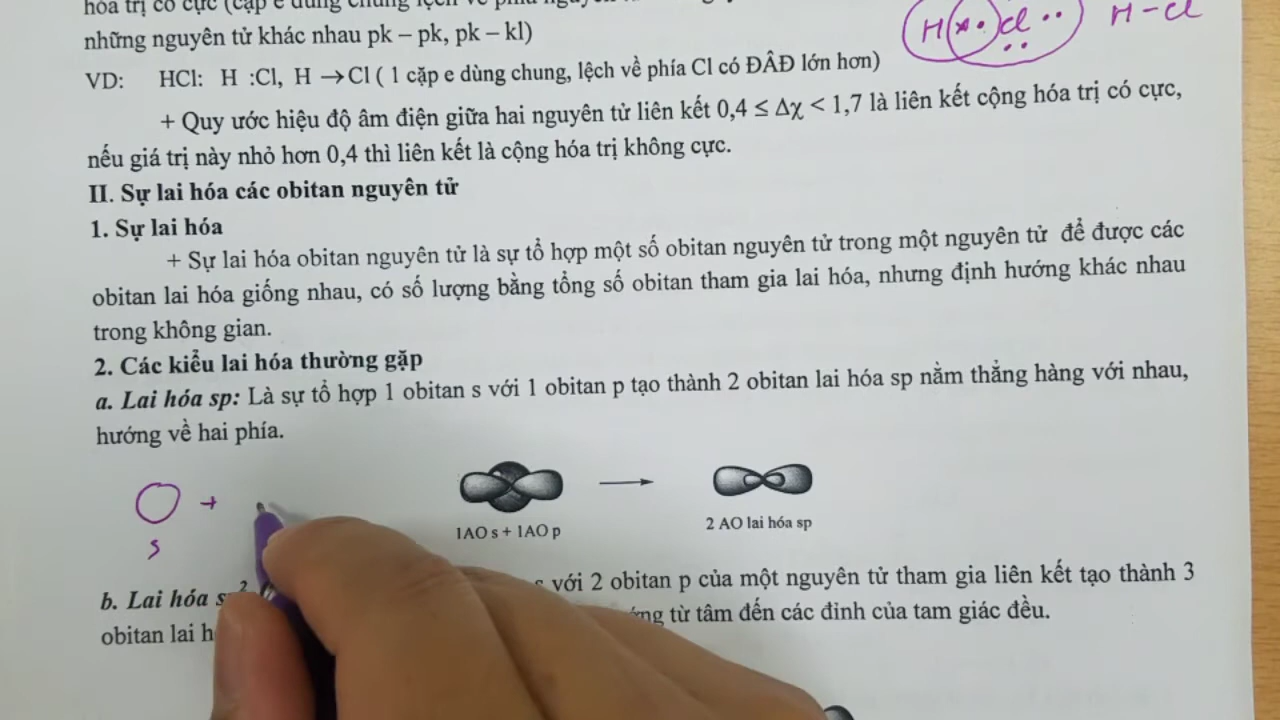 hóa trị có cực (cặp e dùng chung lệch về phía
những nguyên tử khác nhau pk – pk, pk – kl)
H × • Cl •• H – Cl
VD: HCl: H :Cl, H →Cl ( 1 cặp e dùng chung, lệch về phía Cl có ĐÂĐ lớn hơn)
+ Quy ước hiệu độ âm điện giữa hai nguyên tử liên kết 0,4 ≤ Δχ < 1,7 là liên kết cộng hóa trị có cực,
nếu giá trị này nhỏ hơn 0,4 thì liên kết là cộng hóa trị không cực.
II. Sự lai hóa các obitan nguyên tử
1. Sự lai hóa
+ Sự lai hóa obitan nguyên tử là sự tổ hợp một số obitan nguyên tử trong một nguyên tử để được các
obitan lai hóa giống nhau, có số lượng bằng tổng số obitan tham gia lai hóa, nhưng định hướng khác nhau
trong không gian.
2. Các kiểu lai hóa thường gặp
a. Lai hóa sp: Là sự tổ hợp 1 obitan s với 1 obitan p tạo thành 2 obitan lai hóa sp nằm thẳng hàng với nhau,
hướng về hai phía.
+
s
1AO s + 1AO p
2 AO lai hóa sp
b. Lai hóa với 2 obitan p của một nguyên tử tham gia liên kết tạo thành 3
obitan lai từ tâm đến các đỉnh của tam giác đều.